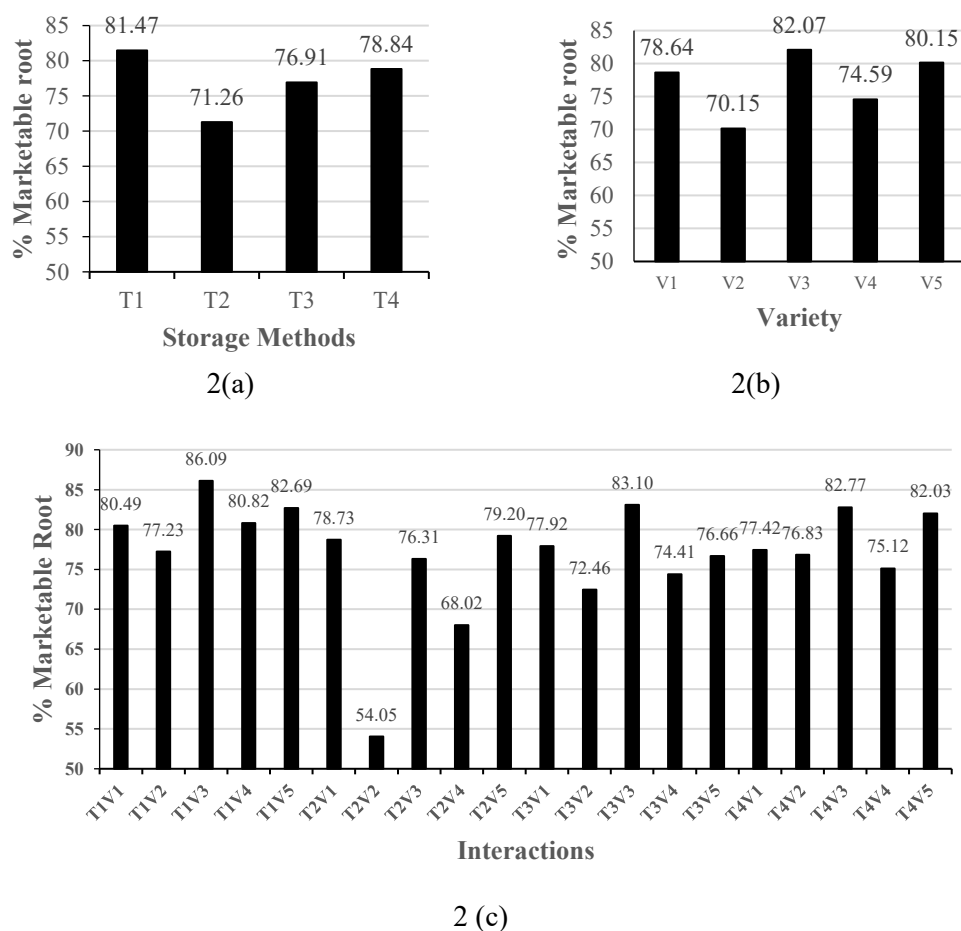 % Marketable root
85
80
75
70
65
60
55
50
81.47
71.26
76.91
78.84
T1 T2 T3 T4
Storage Methods
2(a)
% Marketable root
85
80
75
70
65
60
55
50
78.64
70.15
82.07
74.59
80.15
V1 V2 V3 V4 V5
Variety
2(b)
% Marketable Root
90
85
80
75
70
65
60
55
50
80.49
77.23
86.09
80.82
82.69
78.73
54.05
76.31
68.02
79.20
77.92
72.46
83.10
74.41
76.66
77.42
76.83
82.77
75.12
82.03
T1V1
T1V2
T1V3
T1V4
T1V5
T2V1
T2V2
T2V3
T2V4
T2V5
T3V1
T3V2
T3V3
T3V4
T3V5
T4V1
T4V2
T4V3
T4V4
T4V5
Interactions
2 (c)